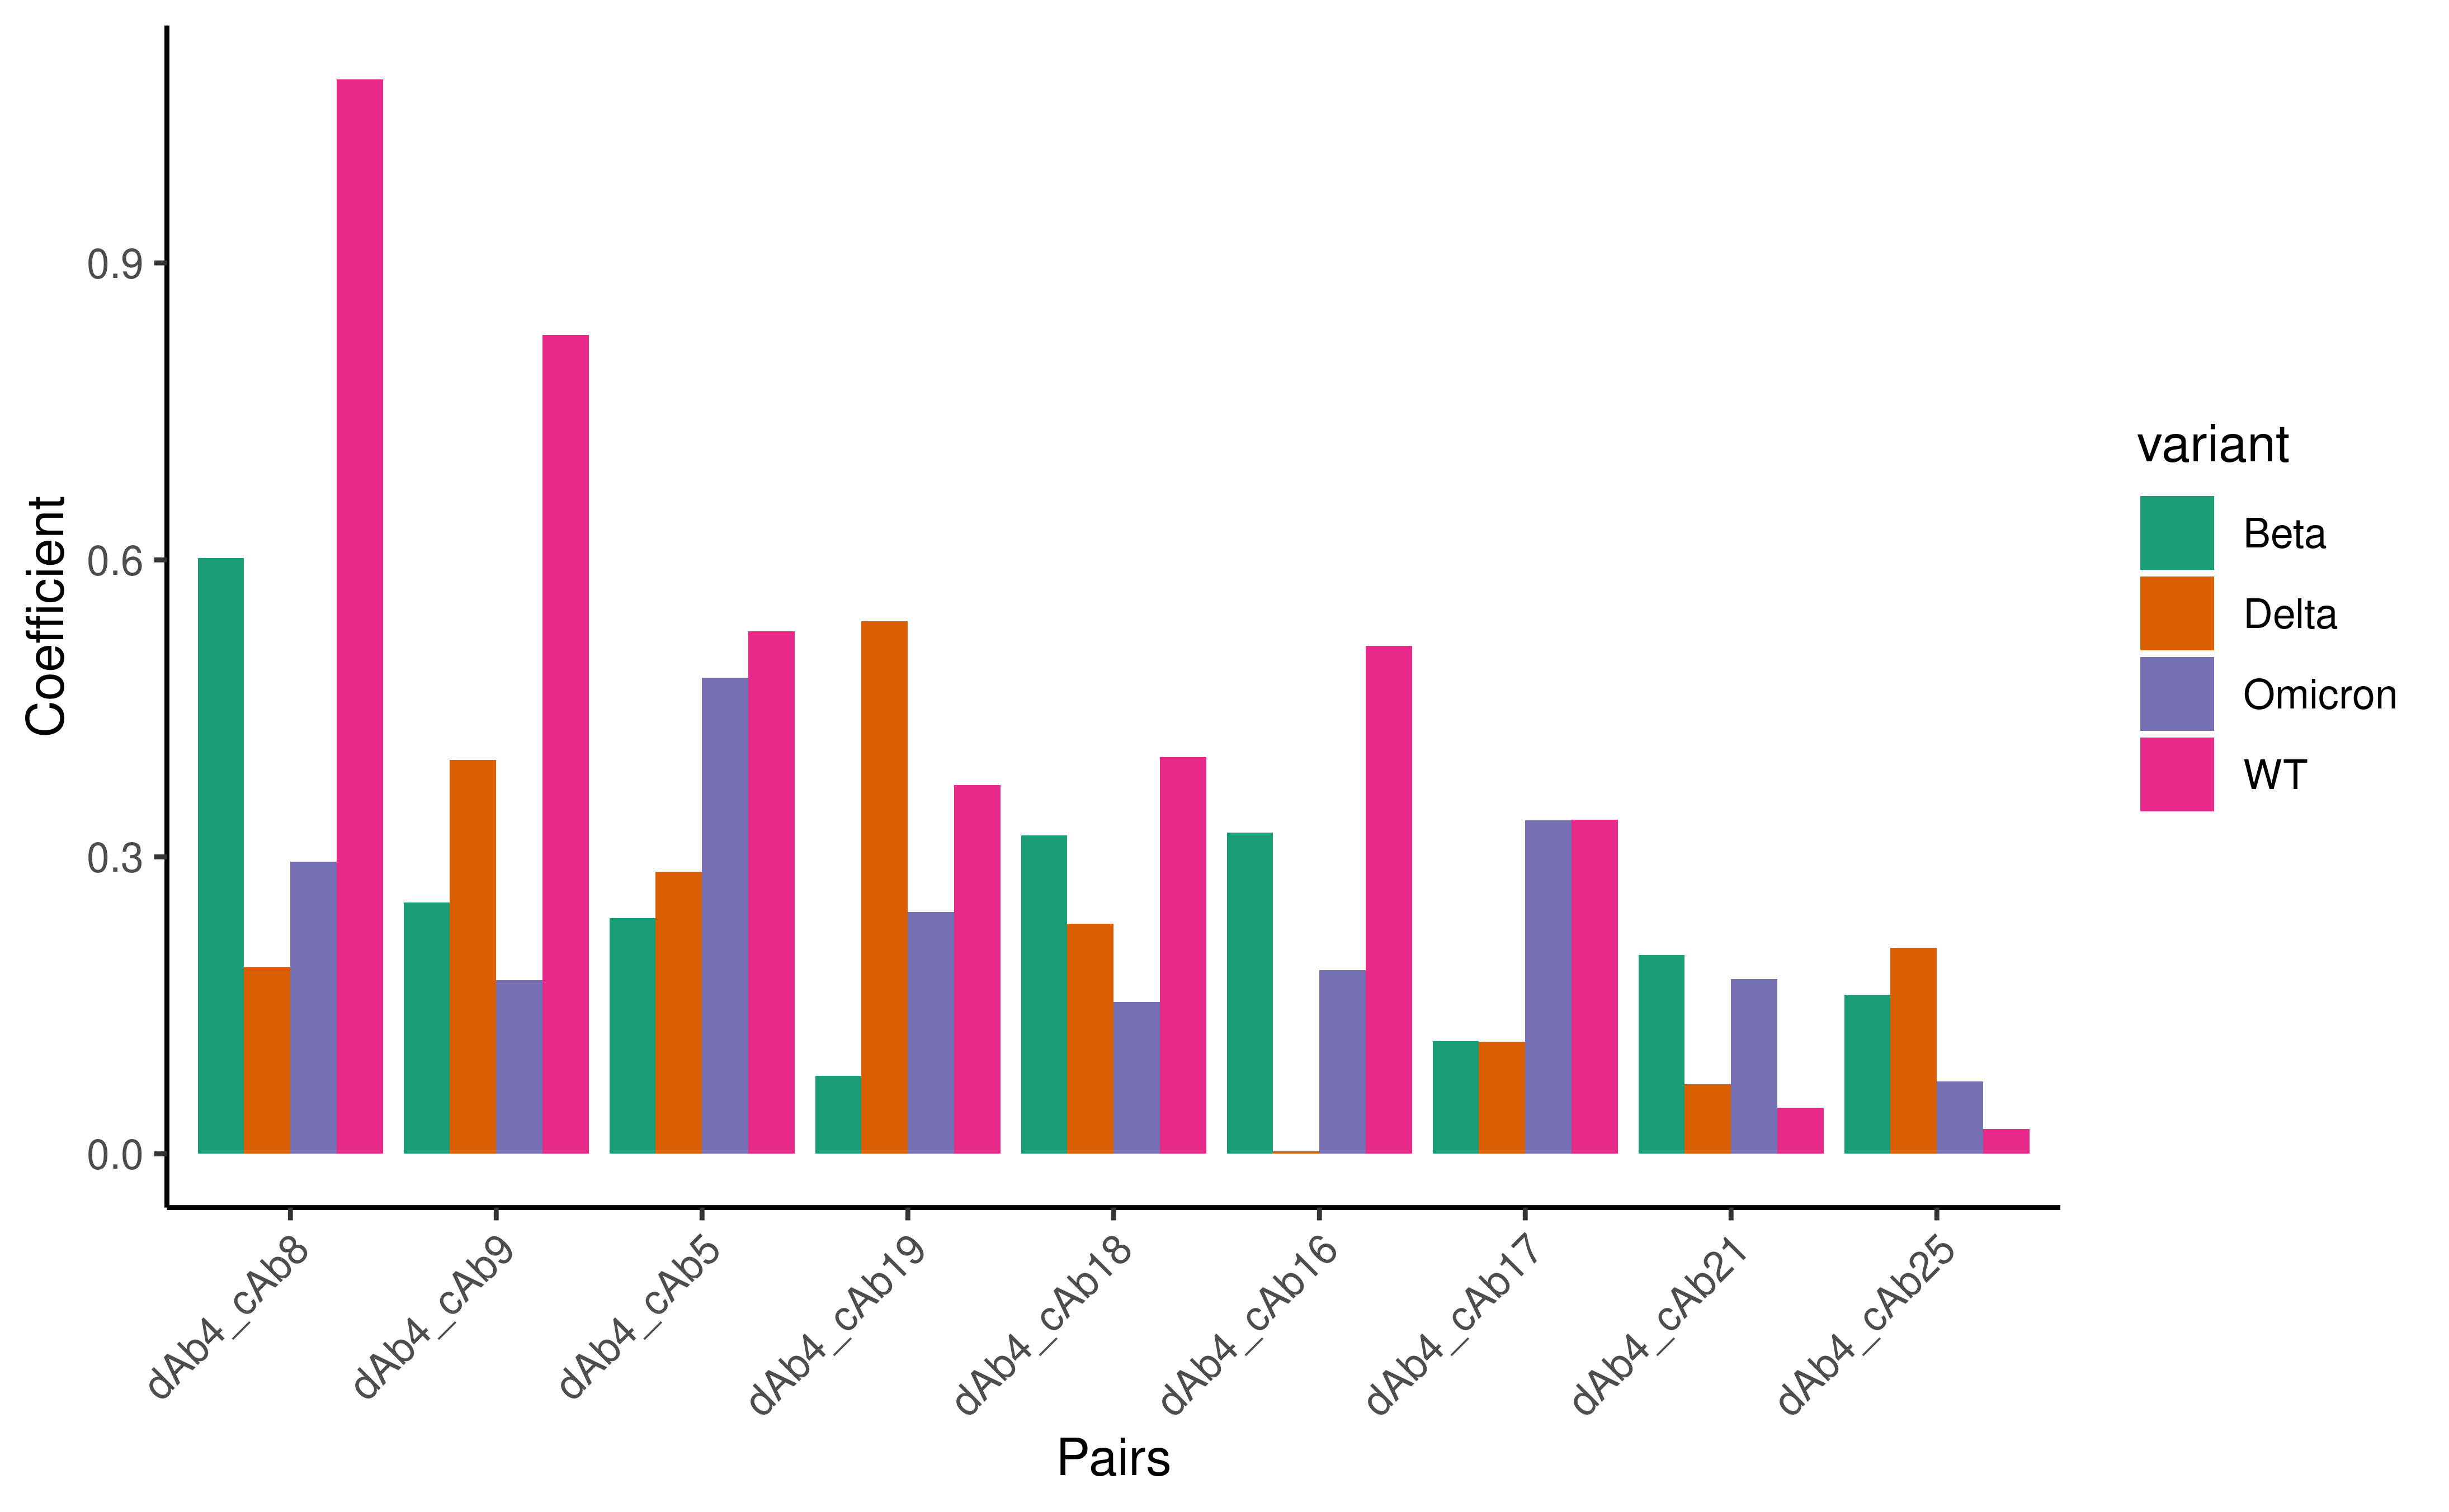 Coefficient
0.9
0.6
0.3
0.0
dAb4_cAb8
dAb4_cAb9
dAb4_cAb5
dAb4_cAb19
dAb4_cAb18
dAb4_cAb16
dAb4_cAb17
dAb4_cAb21
dAb4_cAb25
Pairs
variant
Beta
Delta
Omicron
WT